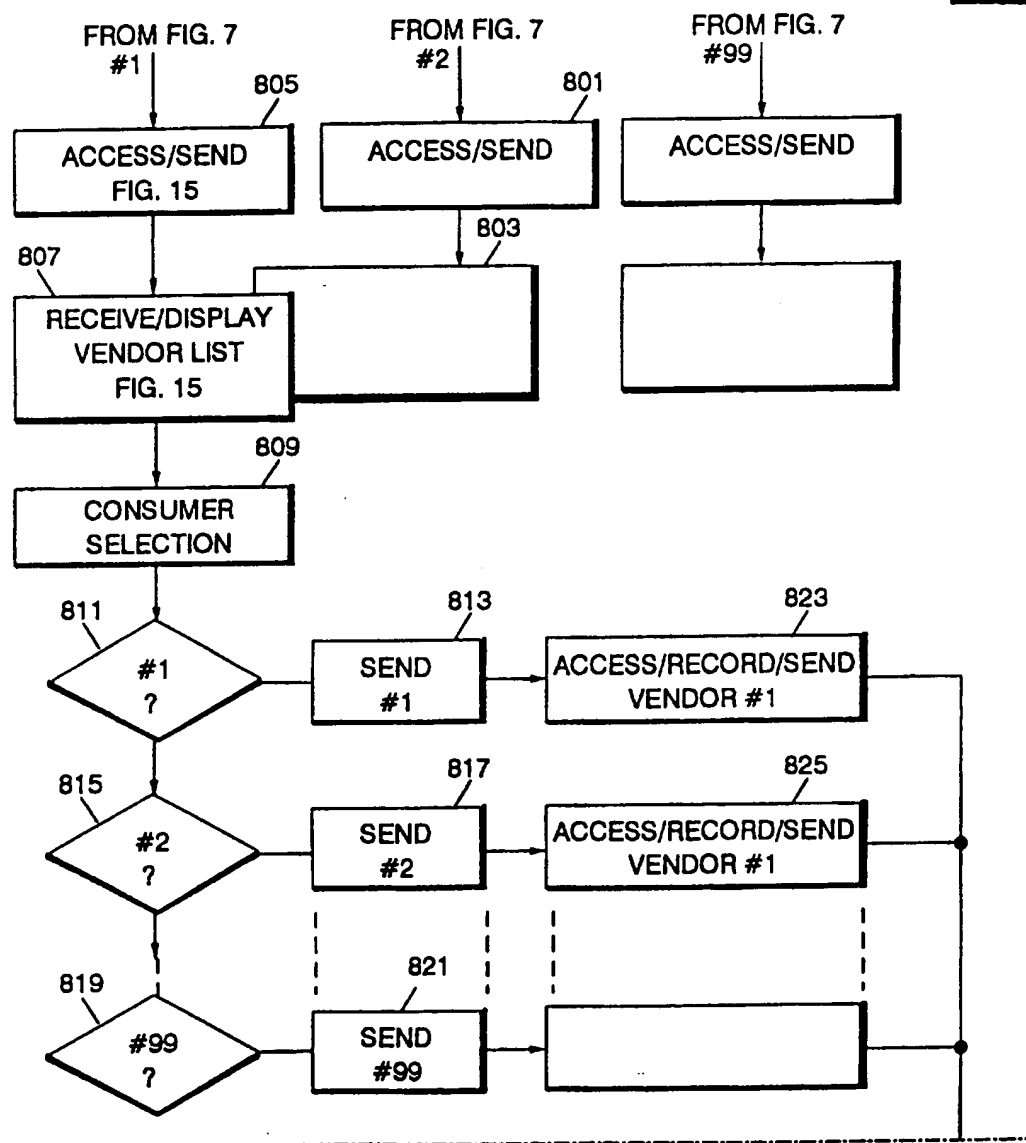 FROM FIG. 7
#1
FROM FIG. 7
#2
FROM FIG. 7
#99
805
ACCESS/SEND
FIG. 15
801
ACCESS/SEND
ACCESS/SEND
807
RECEIVE/DISPLAY
VENDOR LIST
FIG. 15
803
809
CONSUMER
SELECTION
811
#1
?
813
SEND
#1
823
ACCESS/RECORD/SEND
VENDOR #1
815
#2
?
817
SEND
#2
825
ACCESS/RECORD/SEND
VENDOR #1
819
#99
?
821
SEND
#99